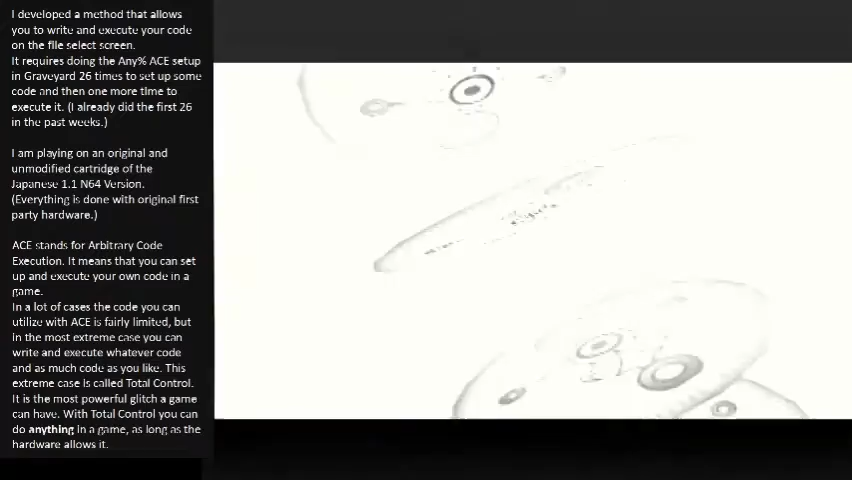 I developed a method that allows
you to write and execute your code
on the file select screen.
It requires doing the Any% ACE setup
in Graveyard 26 times to set up some
code and then one more time to
execute it. (I already did the first 26
in the past weeks.)
I am playing on an original and
unmodified cartridge of the
Japanese 1.1 N64 Version.
(Everything is done with original first
party hardware.)
ACE stands for Arbitrary Code
Execution. It means that you can set
up and execute your own code in a
game.
In a lot of cases the code you can
utilize with ACE is fairly limited, but
in the most extreme case you can
write and execute whatever code
and as much code as you like. This
extreme case is called Total Control.
It is the most powerful glitch a game
can have. With Total Control you can
do anything in a game, as long as the
hardware allows it.